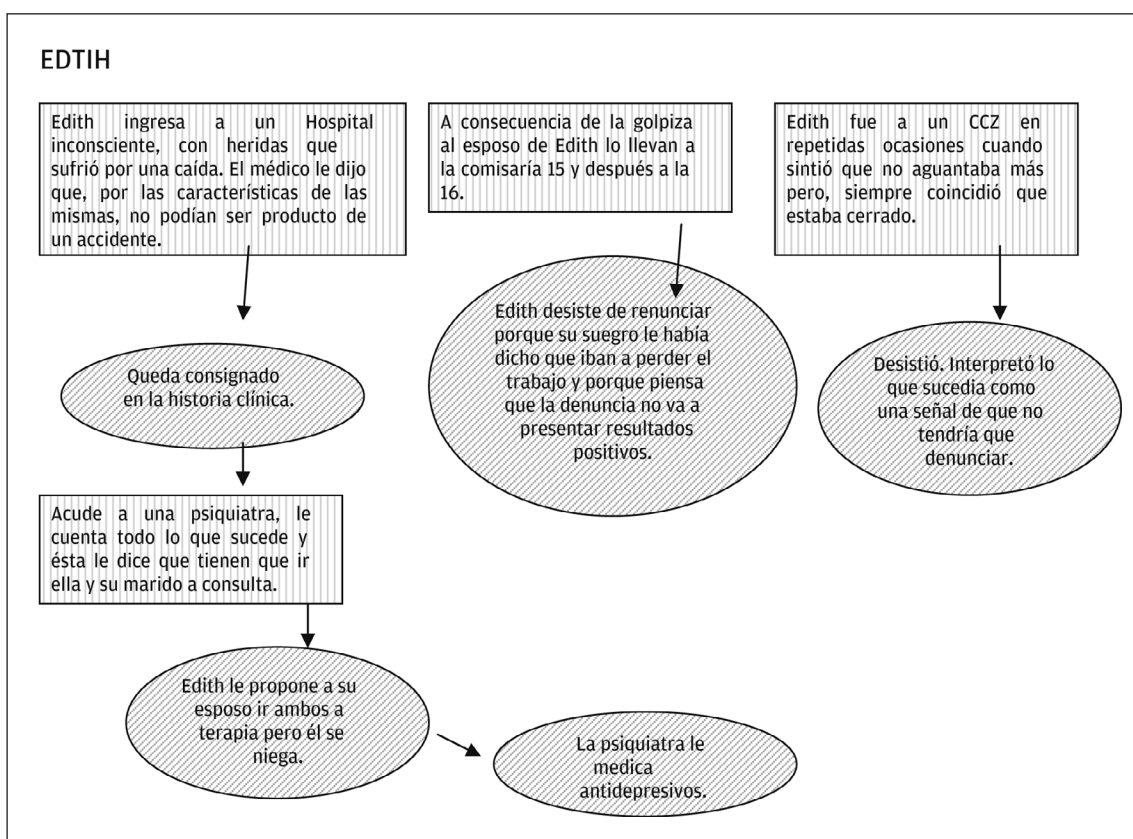 EDTIH
Edith ingresa a un Hospital
inconsciente, con heridas que
sufrió por una caída. El médico le dijo
que, por las características de las
mismas, no podían ser producto de
un accidente.
A consecuencia de la golpiza
al esposo de Edith lo llevan a
la comisaría 15 y después a la
16.
Edith fue a un CCZ en
repetidas ocasiones cuando
sintió que no aguantaba más
pero, siempre coincidió que
estaba cerrado.
Queda consignado
en la historia clínica.
Edith desiste de renunciar
porque su suegro le había
dicho que iban a perder el
trabajo y porque piensa
que la denuncia no va a
presentar resultados
positivos.
Desistió. Interpretó lo
que sucedia como
una señal de que no
tendría que
denunciar.
Acude a una psiquiatra, le
cuenta todo lo que sucede y
ésta le dice que tienen que ir
ella y su marido a consulta.
Edith le propone a su
esposo ir ambos a
terapia pero él se
niega.
La psiquiatra le
medica
antidepresivos.